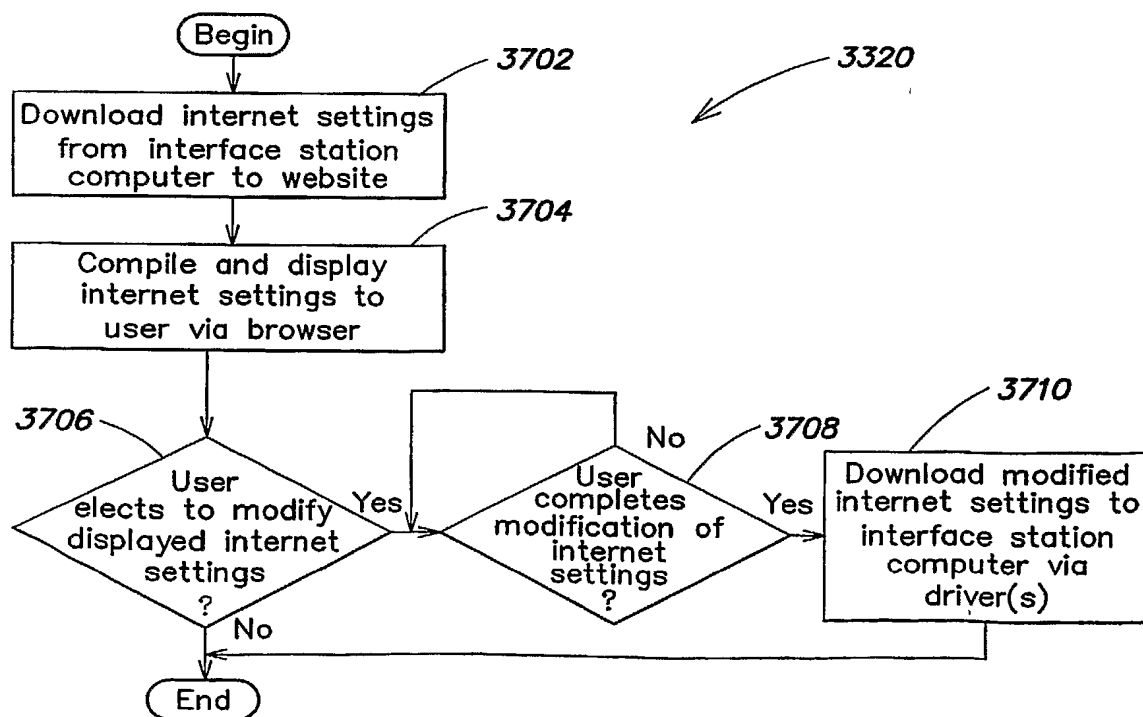 Begin
3702
3320
Download internet settings
from interface station
computer to website
3704
Compile and display
internet settings to
user via browser
3706
User
elects to modify
displayed internet
settings
?
Yes
No
3708
User
completes
modification of
internet
settings
?
No
Yes
3710
Download modified
internet settings to
interface station
computer via
driver(s)
End